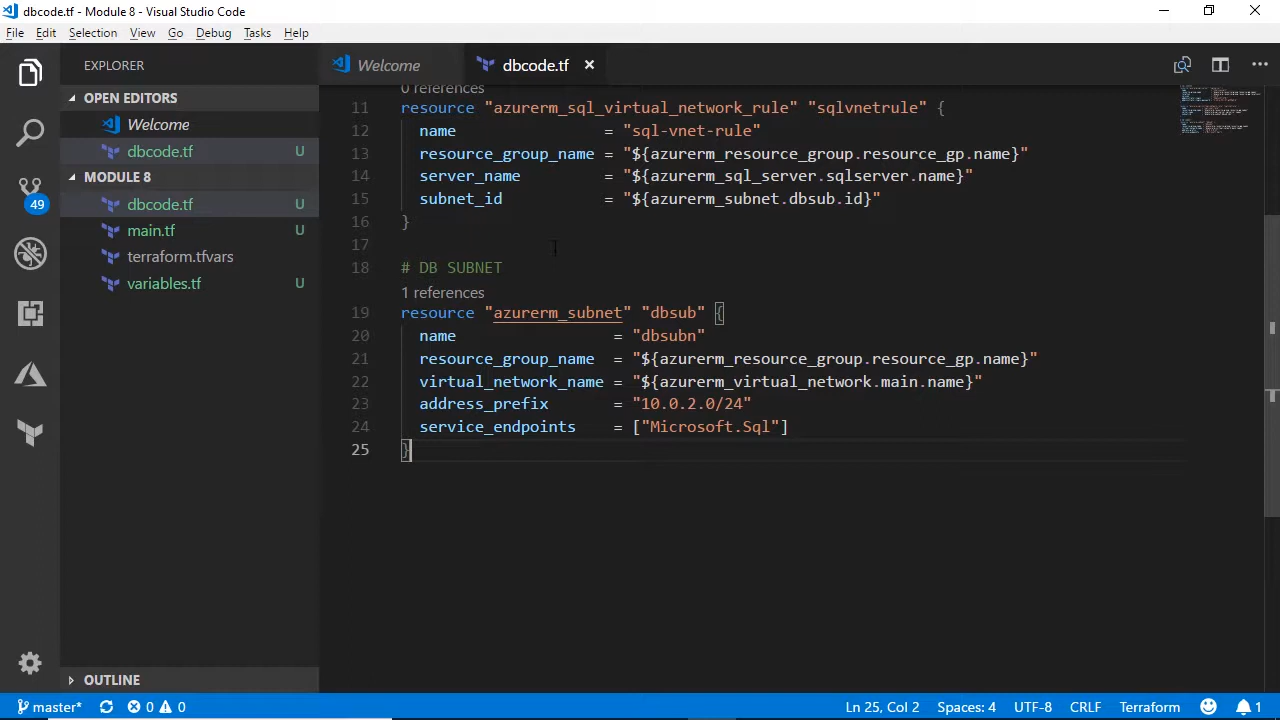 dbcode.tf - Module 8 - Visual Studio Code
File Edit Selection View Go Debug Tasks Help
EXPLORER
OPEN EDITORS
Welcome
dbcode.tf U
MODULE 8
dbcode.tf U
main.tf U
terraform.tfvars
variables.tf U
49
OUTLINE
Welcome dbcode.tf
0 references
11 resource "azurerm_sql_virtual_network_rule" "sqlvnetrule" {
12 name = "sql-vnet-rule"
13 resource_group_name = "${azurerm_resource_group.resource_gp.name}"
14 server_name = "${azurerm_sql_server.sqlserver.name}"
15 subnet_id = "${azurerm_subnet.dbsub.id}"
16 }
17
18 # DB SUBNET
1 references
19 resource "azurerm_subnet" "dbsub" {
20 name = "dbsubn"
21 resource_group_name = "${azurerm_resource_group.resource_gp.name}"
22 virtual_network_name = "${azurerm_virtual_network.main.name}"
23 address_prefix = "10.0.2.0/24"
24 service_endpoints = ["Microsoft.Sql"]
25 }
master* 0 0 Ln 25, Col 2 Spaces: 4 UTF-8 CRLF Terraform 1